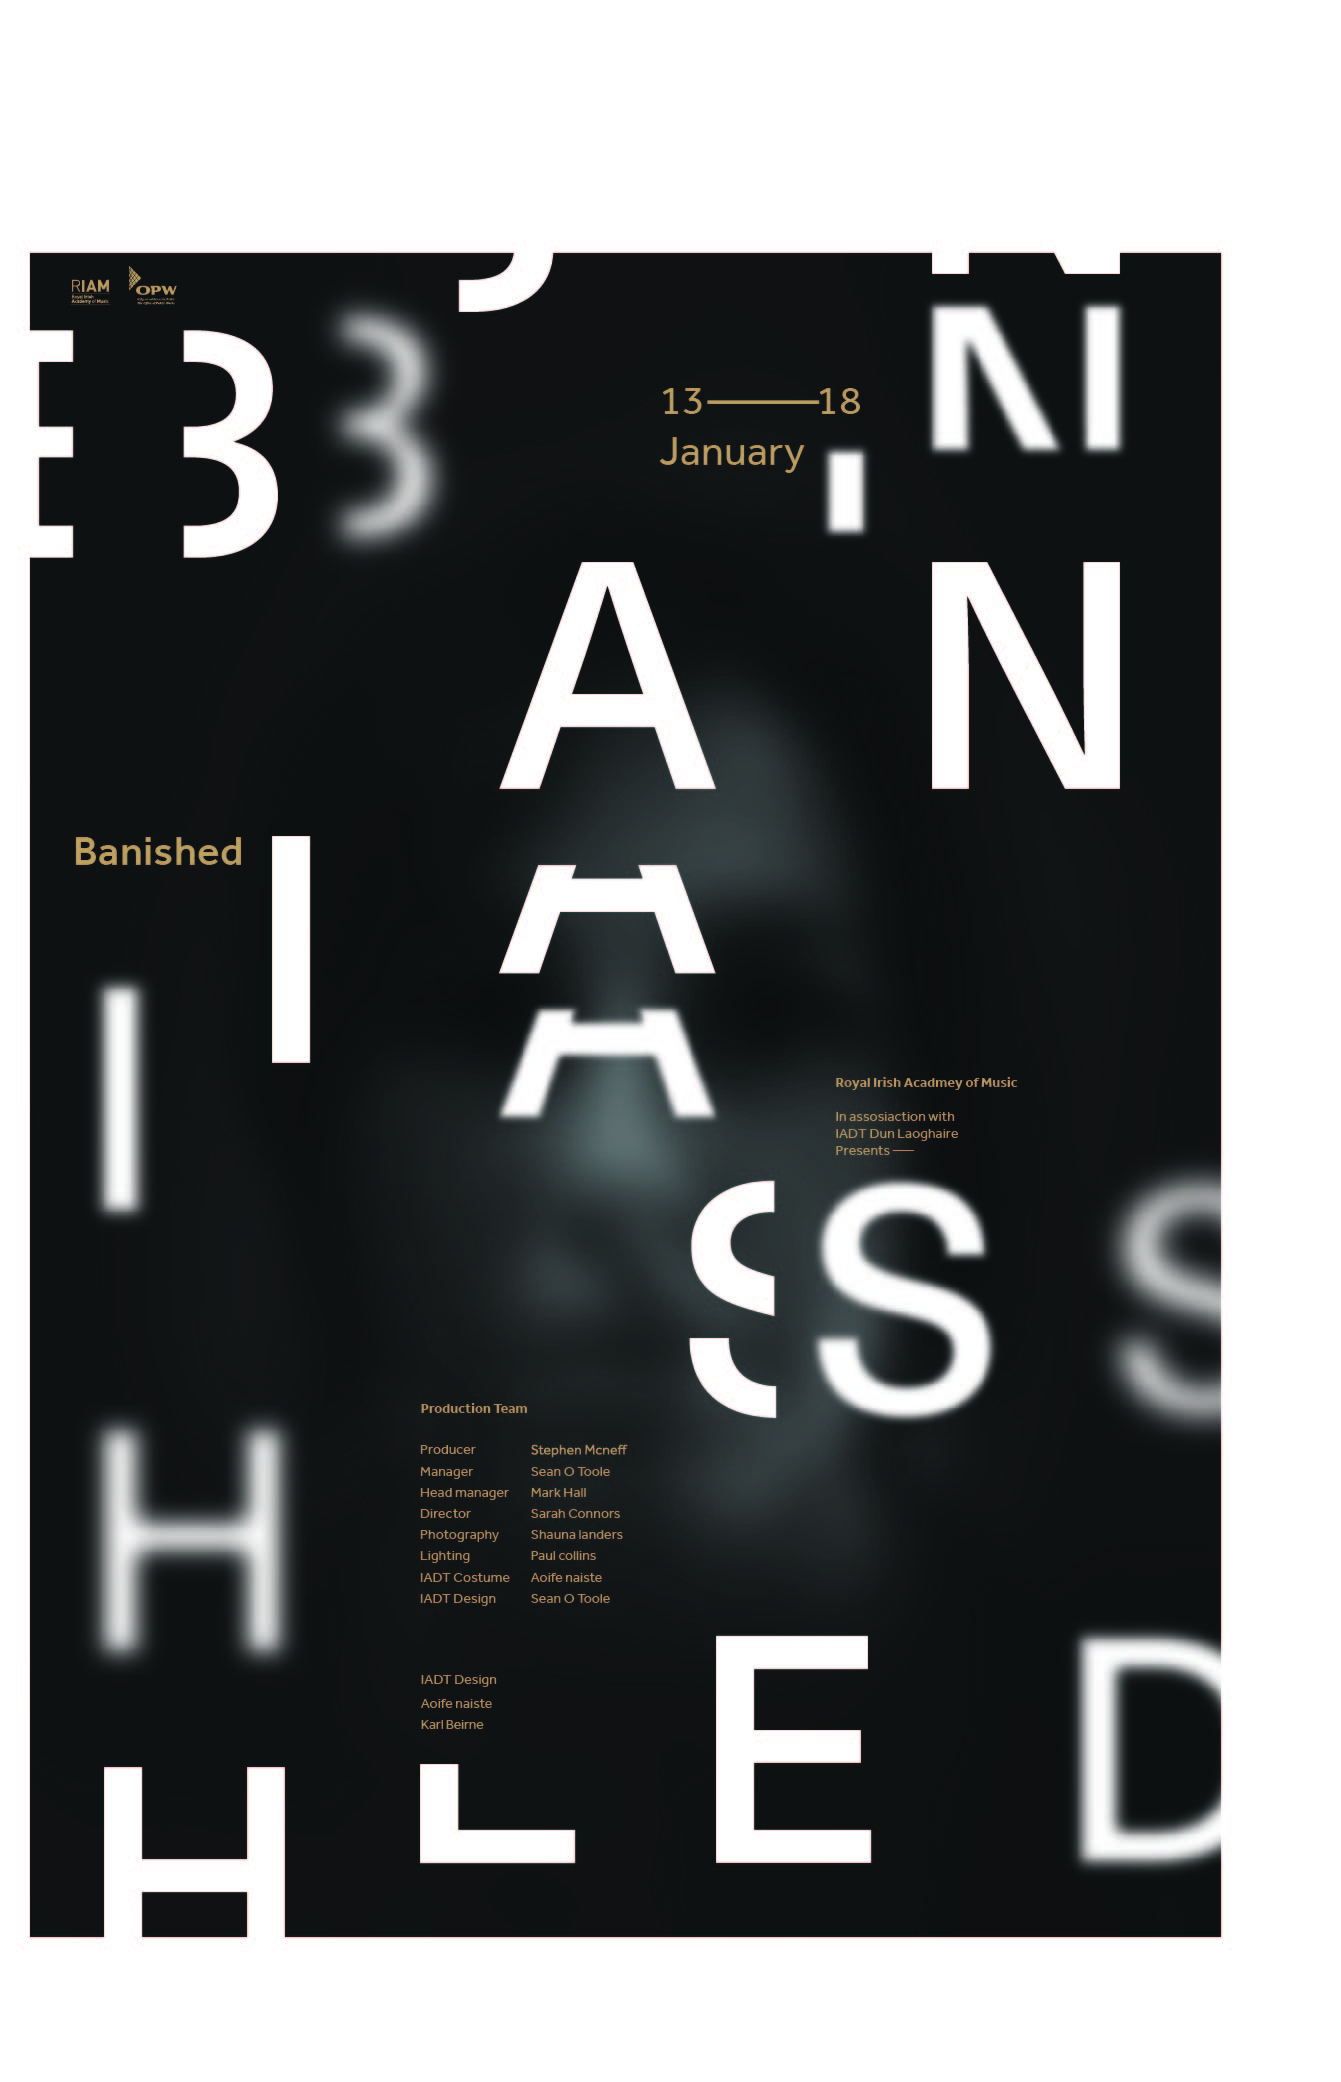 RIAM
Royal Irish
Academy of Music
OPW
13——18
January
B
N
A
N
Banished
I
A
A
I
Royal Irish Acadmey of Music
In assosiaction with
IADT Dun Laoghaire
Presents —
S
S
S
H
Production Team
Producer Stephen Mcneff
Manager Sean O Toole
Head manager Mark Hall
Director Sarah Connors
Photography Shauna landers
Lighting Paul collins
IADT Costume Aoife naiste
IADT Design Sean O Toole
IADT Design
Aoife naiste
Karl Beirne
H
E
D